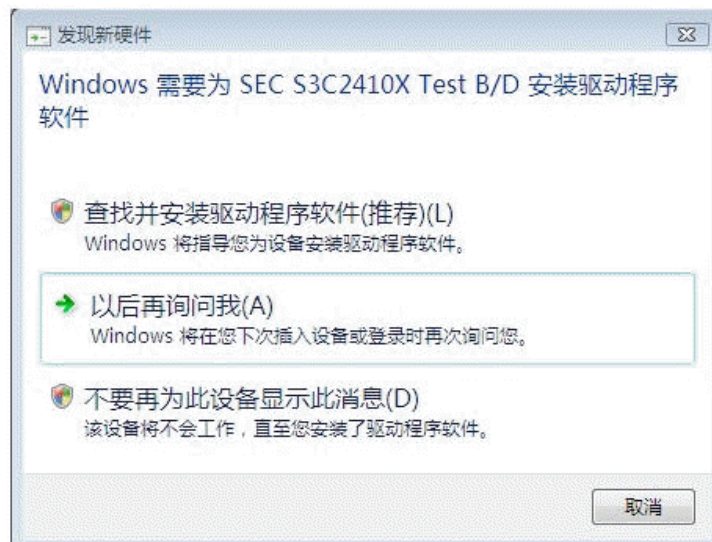 发现新硬件
Windows 需要为 SEC S3C2410X Test B/D 安装驱动程序
软件
查找并安装驱动程序软件(推荐)(L)
Windows 将指导您为设备安装驱动程序软件。
以后再询问我(A)
Windows 将在您下次插入设备或登录时再次询问您。
不要再为此设备显示此消息(D)
该设备将不会工作，直至您安装了驱动程序软件。
取消